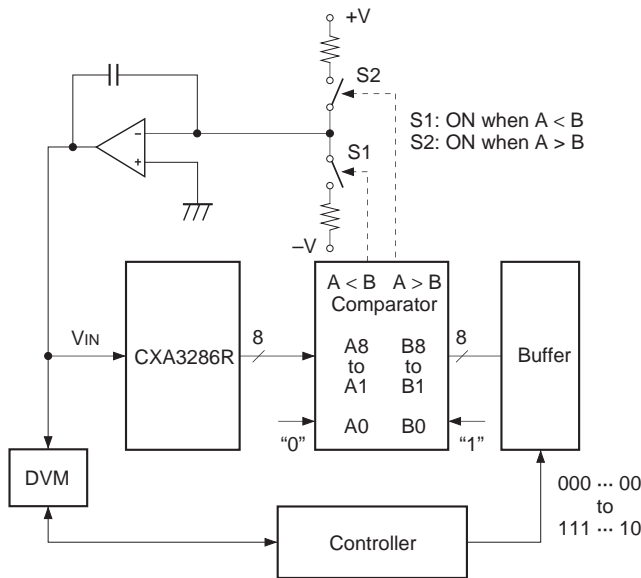 +V
S2
S1: ON when A < B
S2: ON when A > B
−
+
S1
–V
A < B A > B
Comparator
VIN
CXA3286R
8
A8
to
A1
B8
to
B1
8
Buffer
A0
B0
“0”
“1”
DVM
000 ··· 00
to
111 ··· 10
Controller